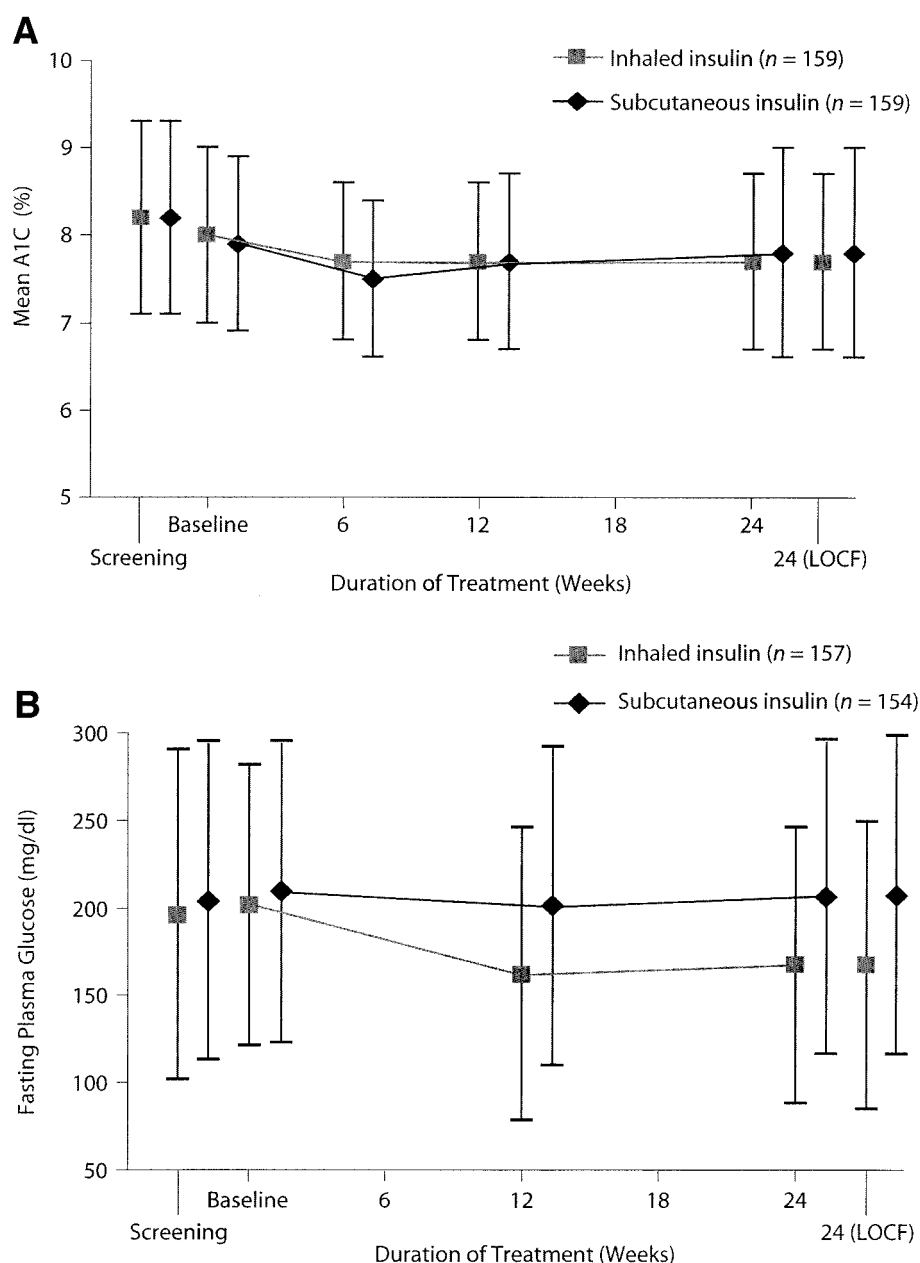 A
10
9
8
7
6
5
Mean A1C (%)
Inhaled insulin (n = 159)
Subcutaneous insulin (n = 159)
Baseline
6
12
18
24
Screening
24 (LOCF)
Duration of Treatment (Weeks)
B
Inhaled insulin (n = 157)
Subcutaneous insulin (n = 154)
300
250
200
150
100
50
Fasting Plasma Glucose (mg/dl)
Baseline
6
12
18
24
Screening
24 (LOCF)
Duration of Treatment (Weeks)